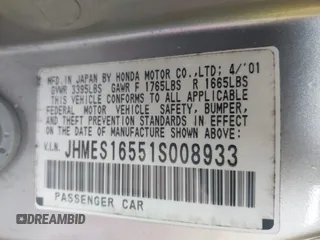 MFD. IN JAPAN BY HONDA MOTOR CO.,LTD; 4/'01
GVWR 3395LBS GAWR F 1765LBS R 1665LBS
THIS VEHICLE CONFORMS TO ALL APPLICABLE
FEDERAL MOTOR VEHICLE SAFETY, BUMPER,
AND THEFT PREVENTION STANDARDS IN EFFECT
ON THE DATE OF MANUFACTURE SHOWN ABOVE.
V.I.N. JHMES16551S008933
PASSENGER CAR
DREAMBID